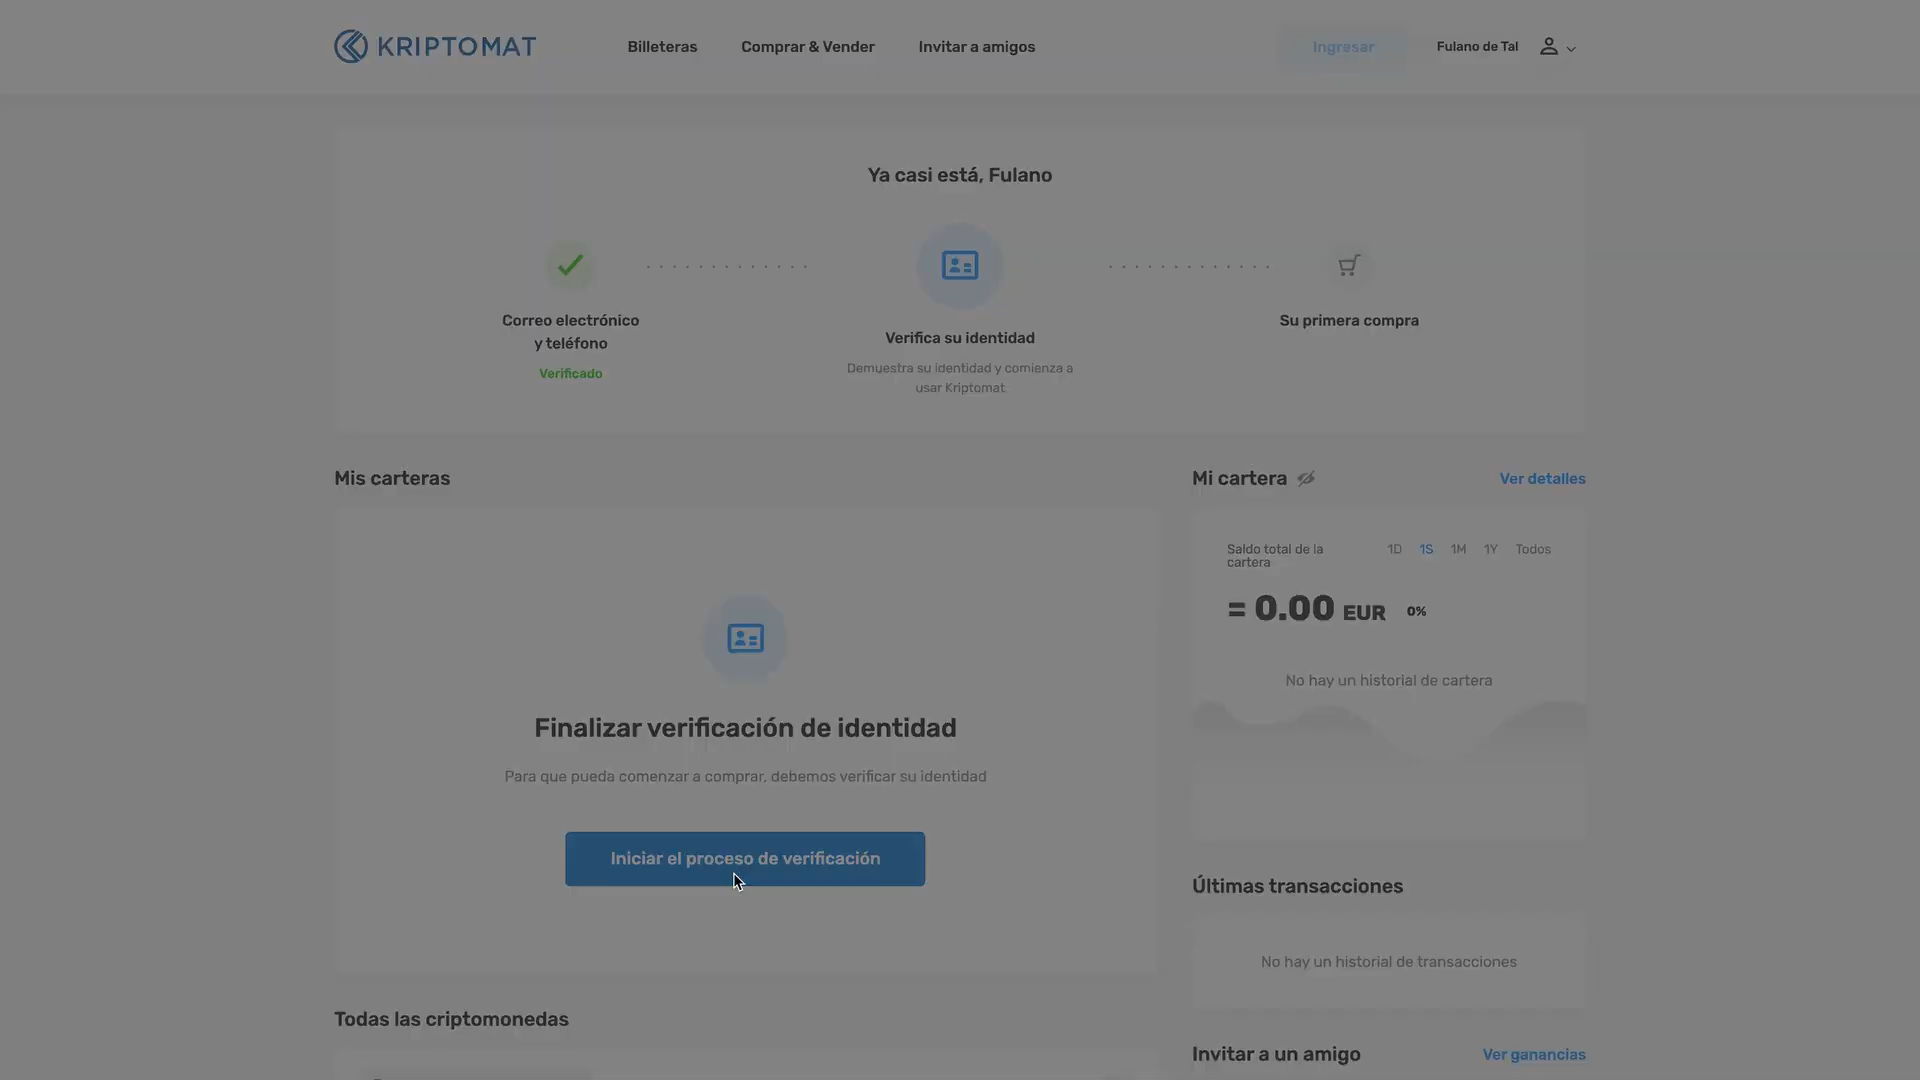 KRIPTOMAT
Billeteras
Comprar & Vender
Invitar a amigos
Ingresar
Fulano de Tal
Ya casi está, Fulano
Correo electrónico
y teléfono
Verificado
Verifica su identidad
Demuestra su identidad y comienza a
usar Kriptomat
Su primera compra
Mis carteras
Finalizar verificación de identidad
Para que pueda comenzar a comprar, debemos verificar su identidad
Iniciar el proceso de verificación
Todas las criptomonedas
Mi cartera
Ver detalles
Saldo total de la
cartera
1D 1S 1M 1Y Todos
= 0.00 EUR 0%
No hay un historial de cartera
Últimas transacciones
No hay un historial de transacciones
Invitar a un amigo
Ver ganancias